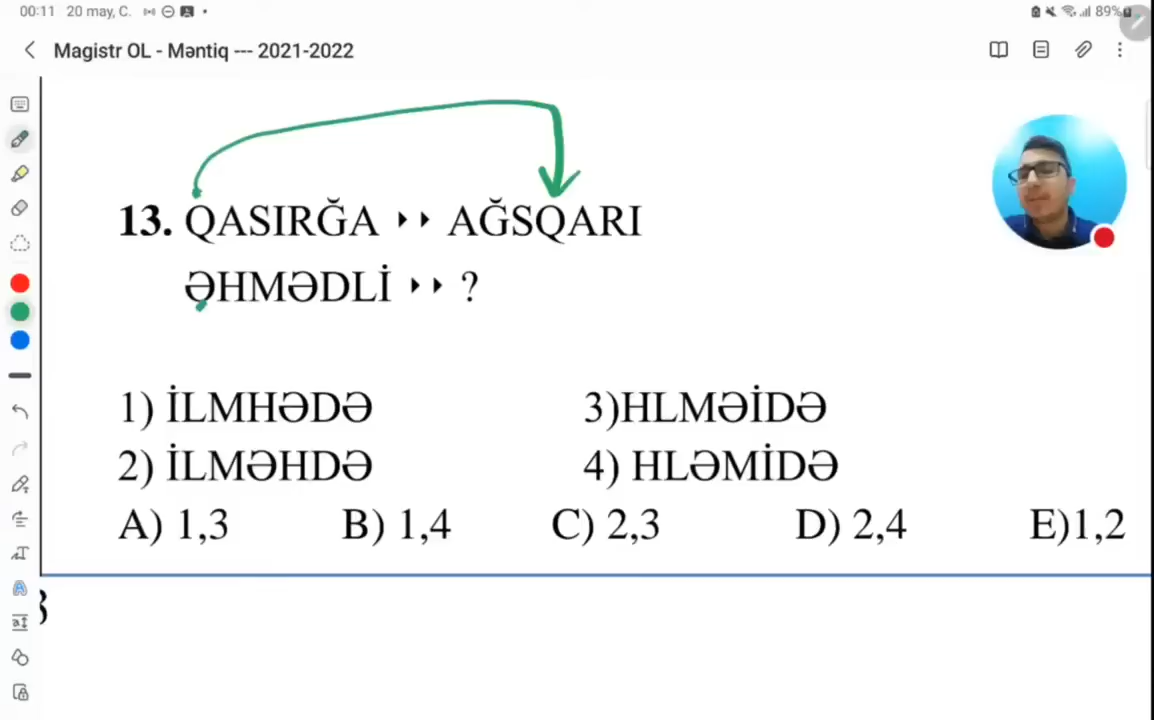 00:11 20 may, C. 89%
Magistr OL - Məntiq --- 2021-2022
13. QASIRĞA ‣‣ AĞSQARI
ƏHMƏDLİ ‣‣ ?
1) İLMHƏDƏ 3)HLMƏİDƏ
2) İLMƏHDƏ 4) HLƏMİDƏ
A) 1,3 B) 1,4 C) 2,3 D) 2,4 E)1,2